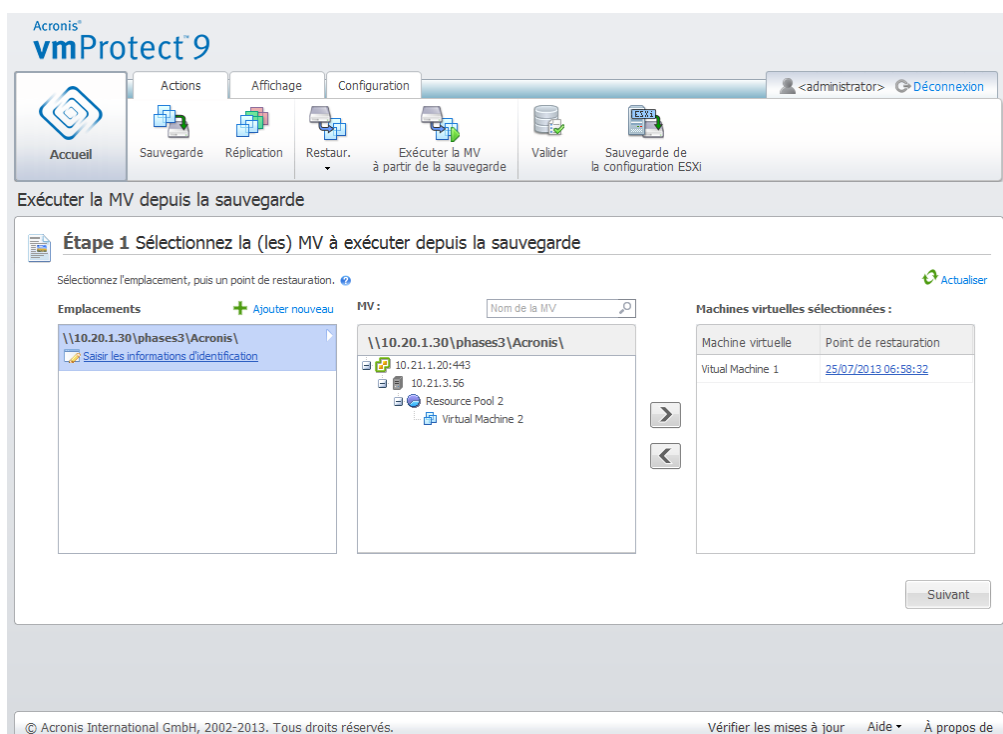 Acronis®
vmProtect™ 9
Actions
Affichage
Configuration
<administrator>
Déconnexion
Accueil
Sauvegarde
Réplication
Restaur.
Exécuter la MV
à partir de la sauvegarde
Valider
ESXi
Sauvegarde de
la configuration ESXi
Exécuter la MV depuis la sauvegarde
Étape 1 Sélectionnez la (les) MV à exécuter depuis la sauvegarde
Sélectionnez l'emplacement, puis un point de restauration. ?
Actualiser
Emplacements
Ajouter nouveau
\\10.20.1.30\phases3\Acronis\
Saisir les informations d'identification
MV :
Nom de la MV
\\10.20.1.30\phases3\Acronis\
10.21.1.20:443
10.21.3.56
Resource Pool 2
Virtual Machine 2
Machines virtuelles sélectionnées :
Machine virtuelle
Point de restauration
Vitual Machine 1
25/07/2013 06:58:32
Suivant
© Acronis International GmbH, 2002-2013. Tous droits réservés.
Vérifier les mises à jour
Aide
À propos de